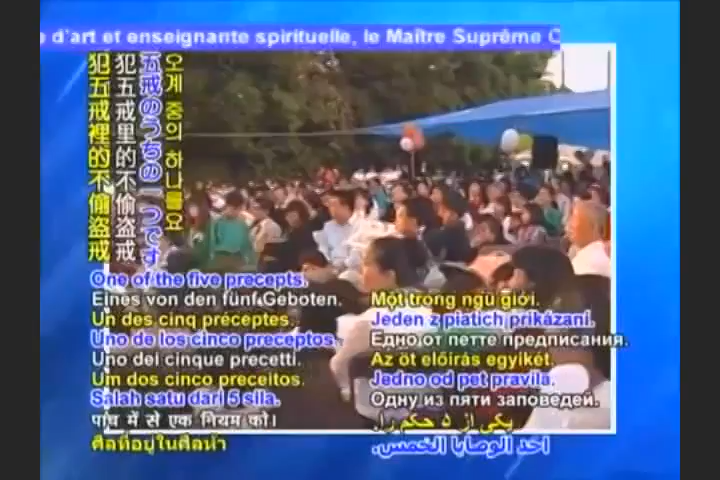 d'art et enseignante spirituelle, le Maître Suprême C
오계 중의 하나를요
五戒のうちの一つです
犯五戒里的不偷盗戒
犯五戒裡的不偷盜戒
One of the five precepts.
Eines von den fünf Geboten.
Un des cinq préceptes.
Uno de los cinco preceptos.
Uno dei cinque precetti.
Um dos cinco preceitos.
Salah satu dari 5 sila.
पांच में से एक नियम को।
ศีลที่อยู่ในศีลห้า
Một trong ngũ giới.
Jeden z piatich prikázaní.
Едно от петте предписания.
Az öt előírás egyikét.
Jedno od pet pravila.
Одну из пяти заповедей.
یکی از ۵ حکم را.
احد الوصايا الخمس.